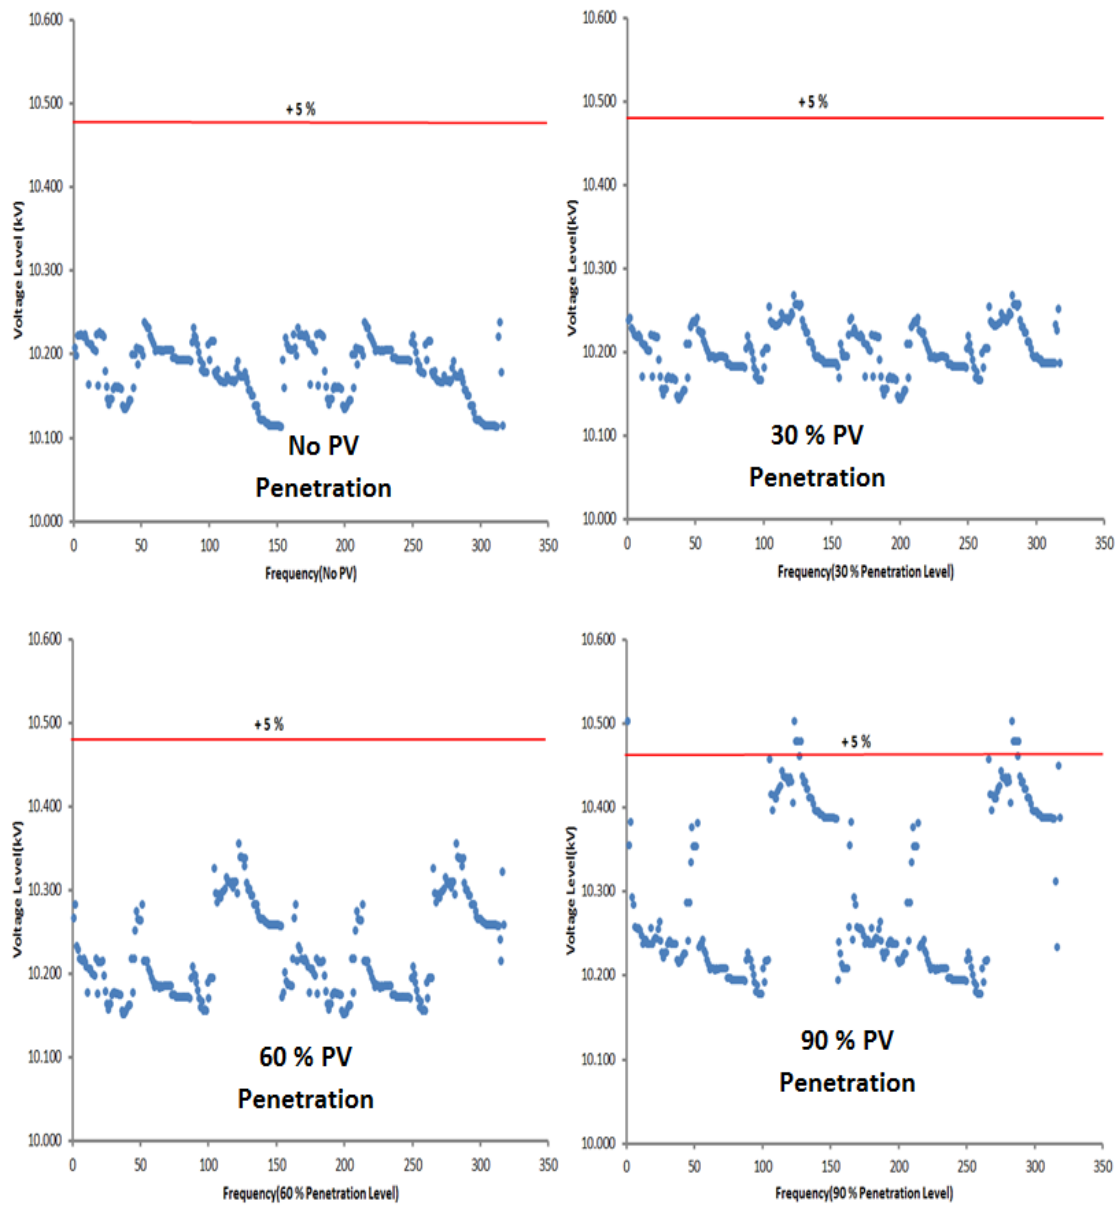 10.600
10.500
10.400
10.300
10.200
10.100
10.000
Voltage Level (kV)
+ 5 %
No PV
Penetration
0 50 100 150 200 250 300 350
Frequency(No PV)
10.600
10.500
10.400
10.300
10.200
10.100
10.000
Voltage Level(kV)
+ 5 %
30 % PV
Penetration
0 50 100 150 200 250 300 350
Frequency(30 % Penetration Level)
10.600
10.500
10.400
10.300
10.200
10.100
10.000
Voltage Level(kV)
+ 5 %
60 % PV
Penetration
0 50 100 150 200 250 300 350
Frequency(60 % Penetration Level)
10.600
10.500
10.400
10.300
10.200
10.100
10.000
Voltage Level(kV)
+ 5 %
90 % PV
Penetration
0 50 100 150 200 250 300 350
Frequency(90 % Penetration Level)